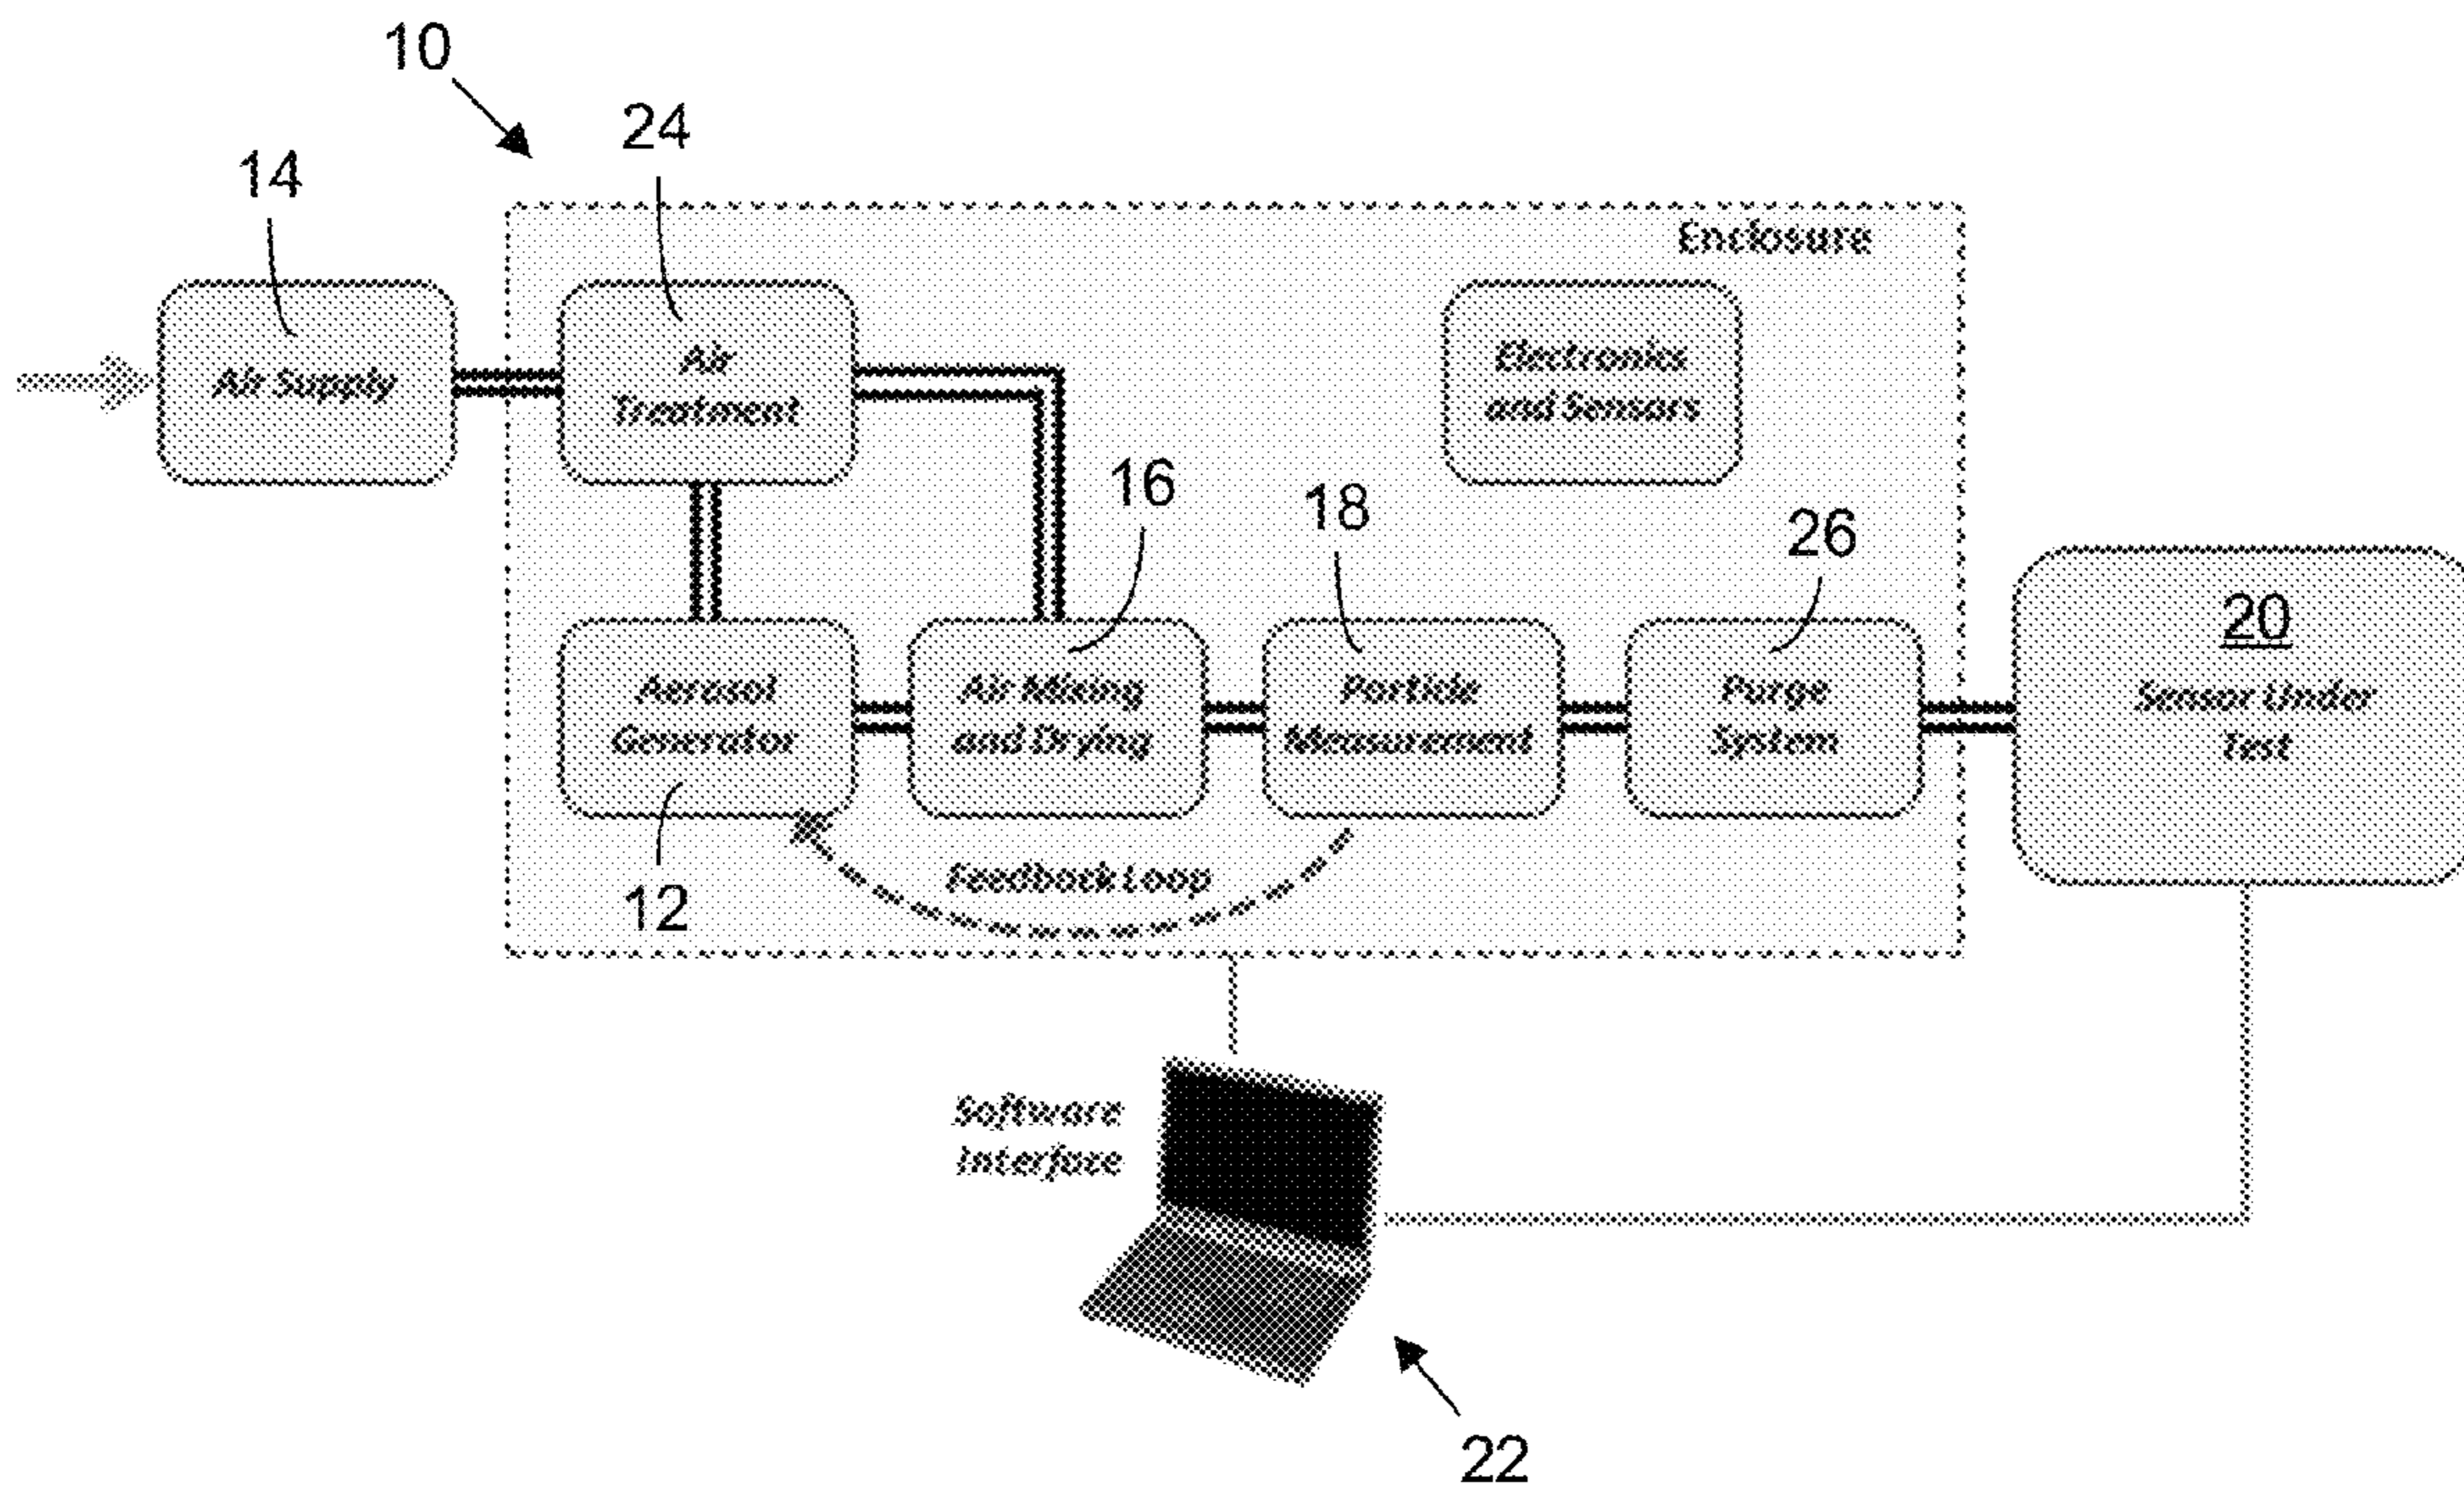 10
24
14
Enclosure
Air Supply
Air
Treatment
Electronics
and Sensors
16
18
26
20
Aerosol
Generator
Air Mixing
and Drying
Particle
Measurement
Purge
System
Sensor Under
Test
Feedback Loop
12
Software
Interface
22